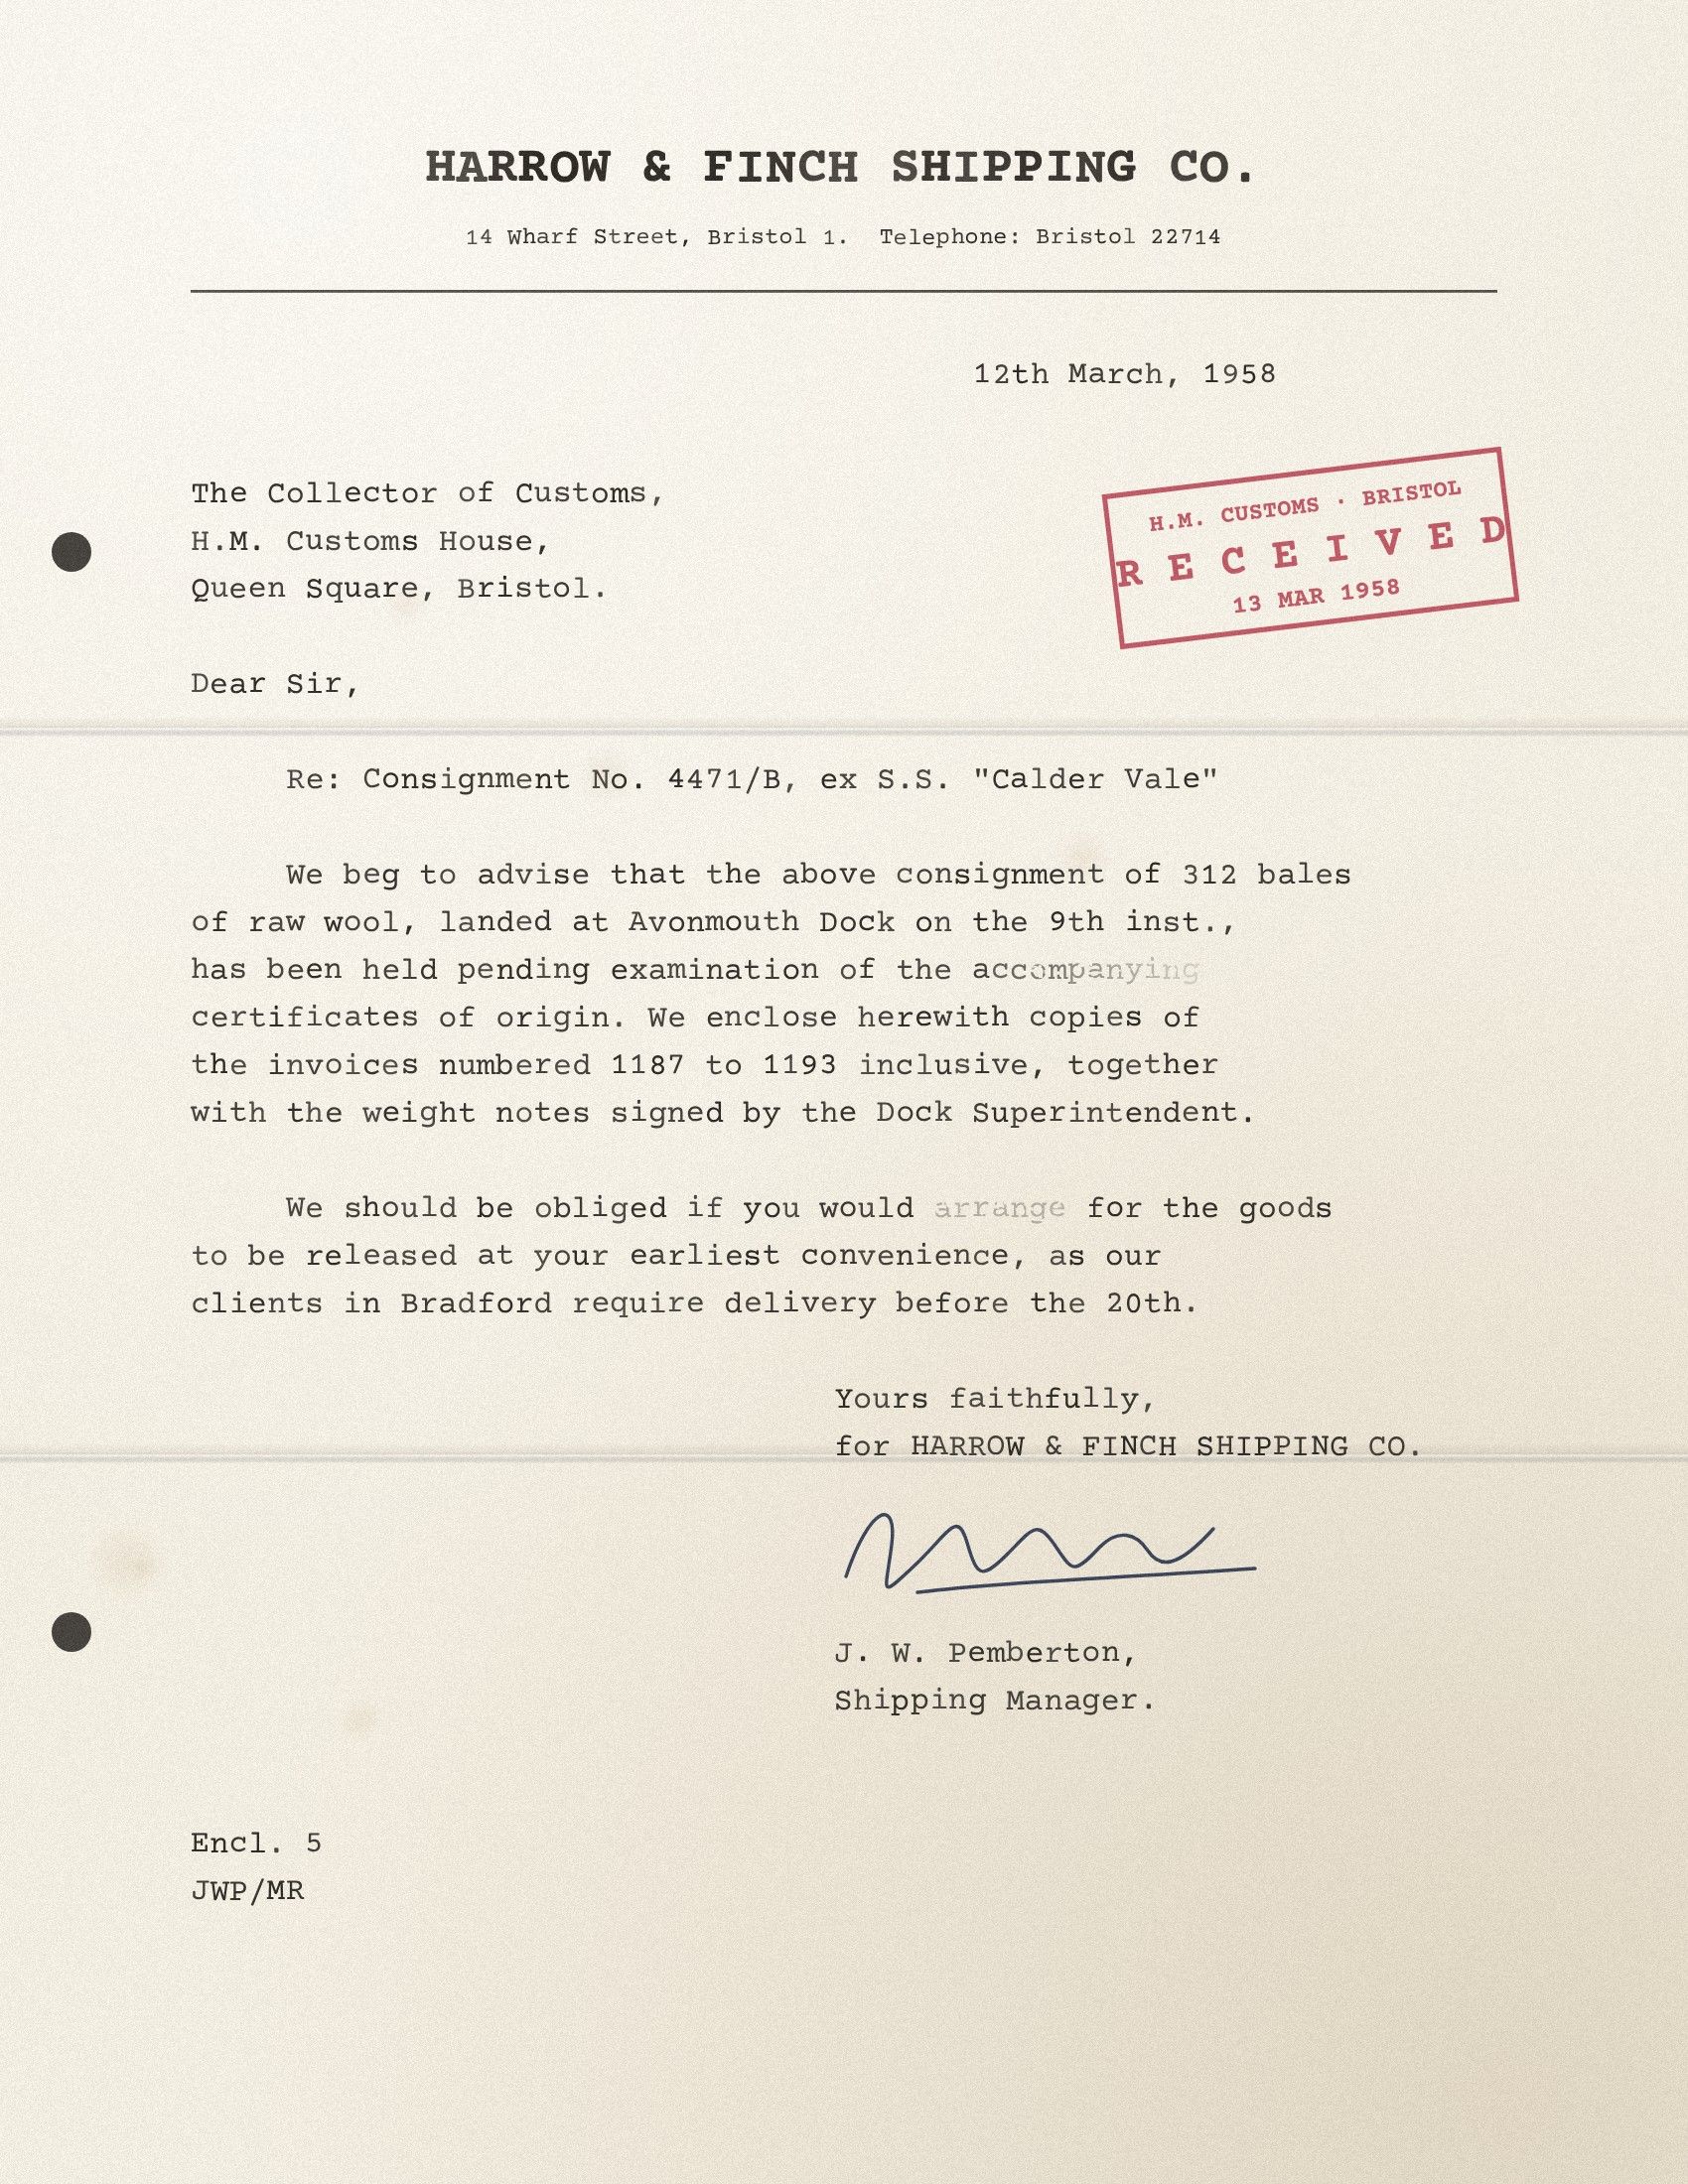 HARROW & FINCH SHIPPING CO.
14 Wharf Street, Bristol 1. Telephone: Bristol 22714
12th March, 1958
The Collector of Customs,
H.M. Customs House,
Queen Square, Bristol.
H.M. CUSTOMS · BRISTOL
RECEIVED
13 MAR 1958
Dear Sir,
Re: Consignment No. 4471/B, ex S.S. "Calder Vale"
We beg to advise that the above consignment of 312 bales
of raw wool, landed at Avonmouth Dock on the 9th inst.,
has been held pending examination of the accompanying
certificates of origin. We enclose herewith copies of
the invoices numbered 1187 to 1193 inclusive, together
with the weight notes signed by the Dock Superintendent.
We should be obliged if you would arrange for the goods
to be released at your earliest convenience, as our
clients in Bradford require delivery before the 20th.
Yours faithfully,
for HARROW & FINCH SHIPPING CO.
J. W. Pemberton,
Shipping Manager.
Encl. 5
JWP/MR